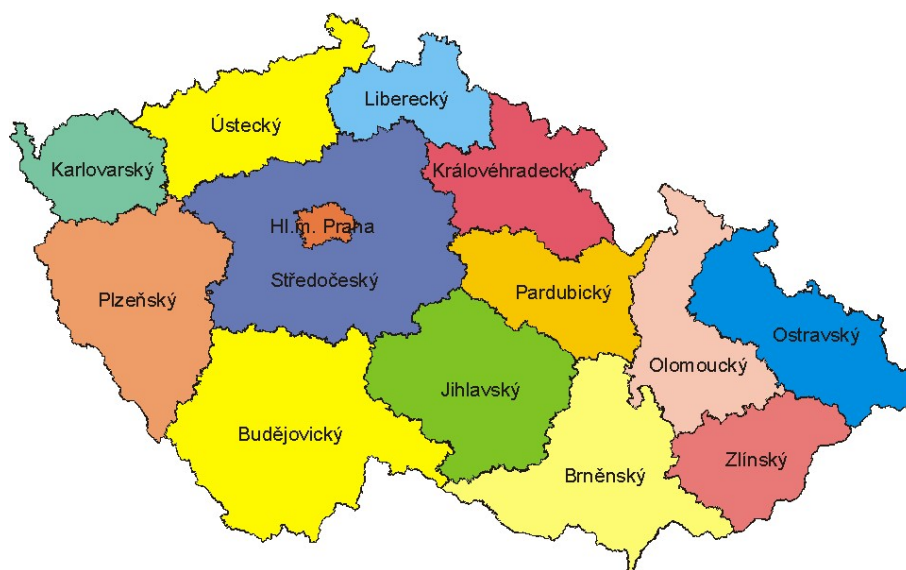 Liberecký
Ústecký
Karlovarský
Královéhradecký
Hl.m. Praha
Středočeský
Pardubický
Plzeňský
Ostravský
Olomoucký
Jihlavský
Budějovický
Zlínský
Brněnský